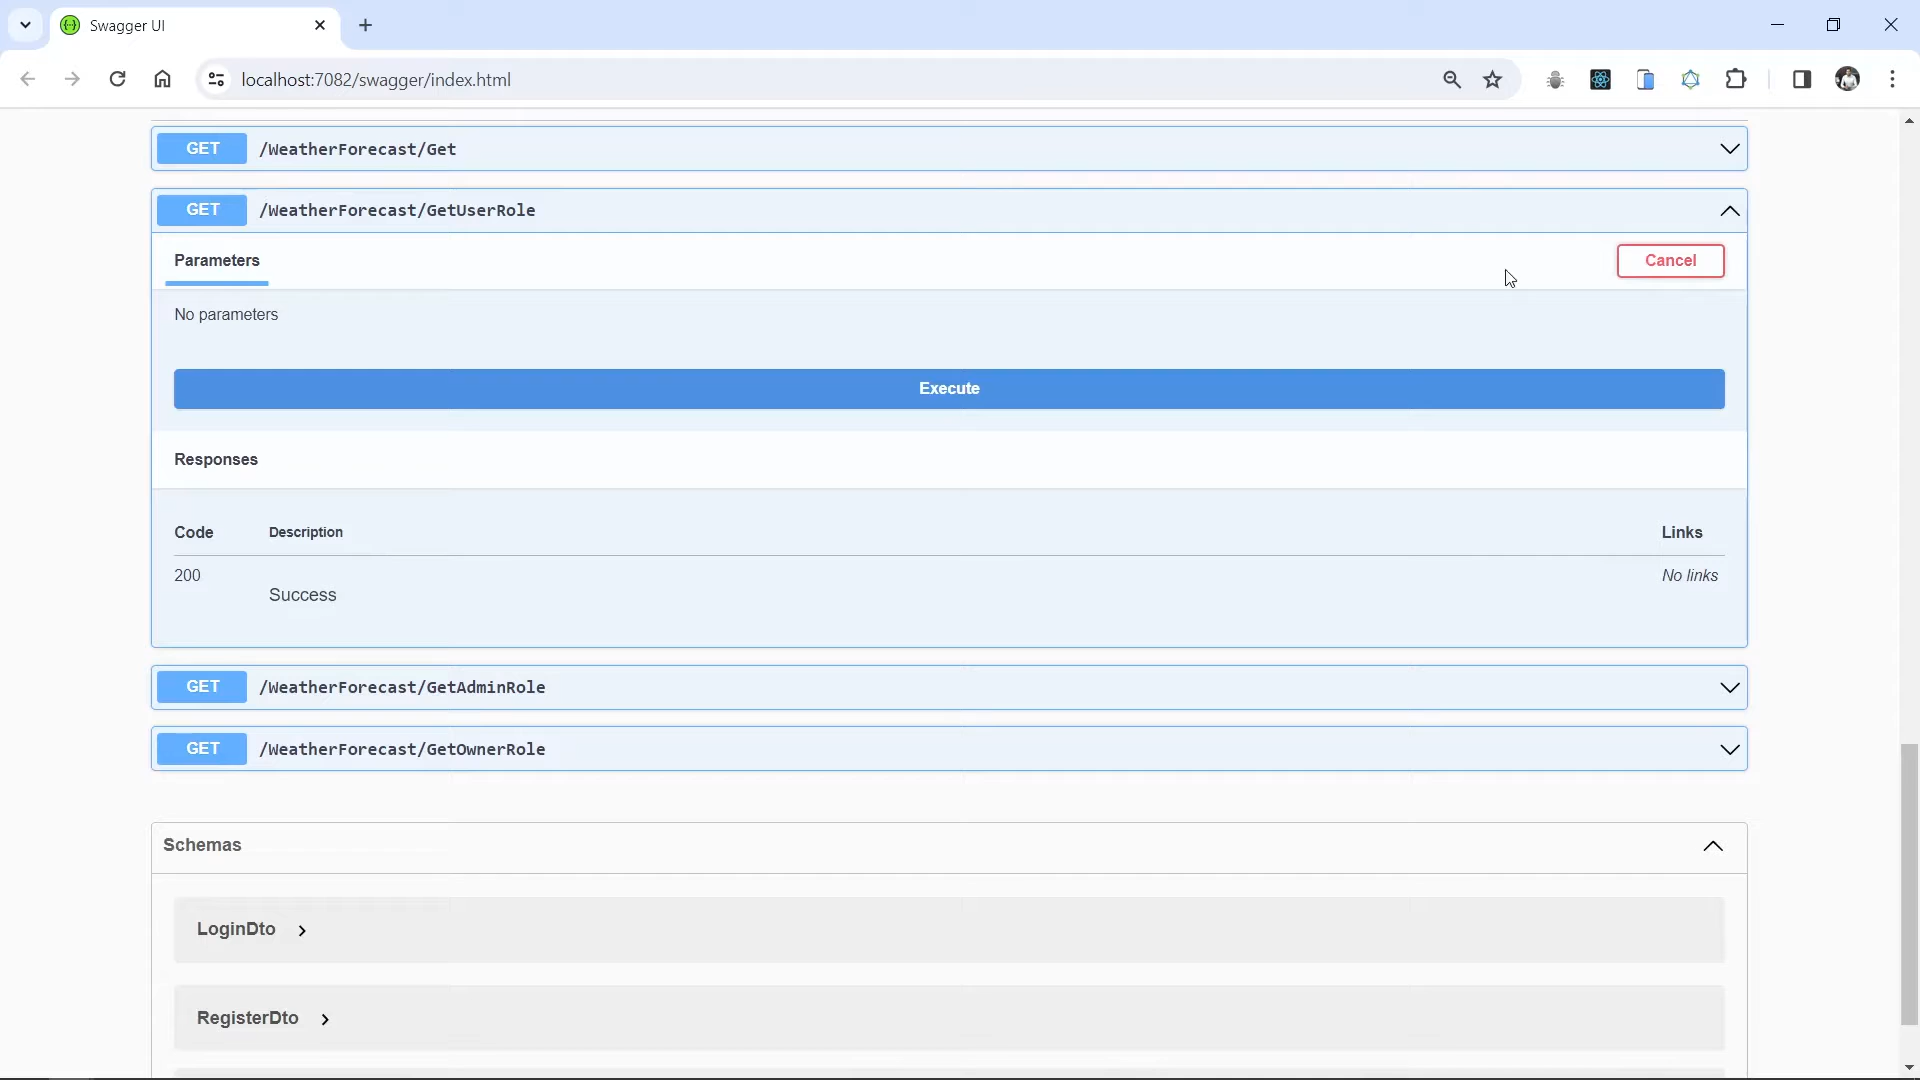 Swagger UI
localhost:7082/swagger/index.html
GET /WeatherForecast/Get
GET /WeatherForecast/GetUserRole
Parameters
Cancel
No parameters
Execute
Responses
Code Description Links
200 No links
Success
GET /WeatherForecast/GetAdminRole
GET /WeatherForecast/GetOwnerRole
Schemas
LoginDto
RegisterDto